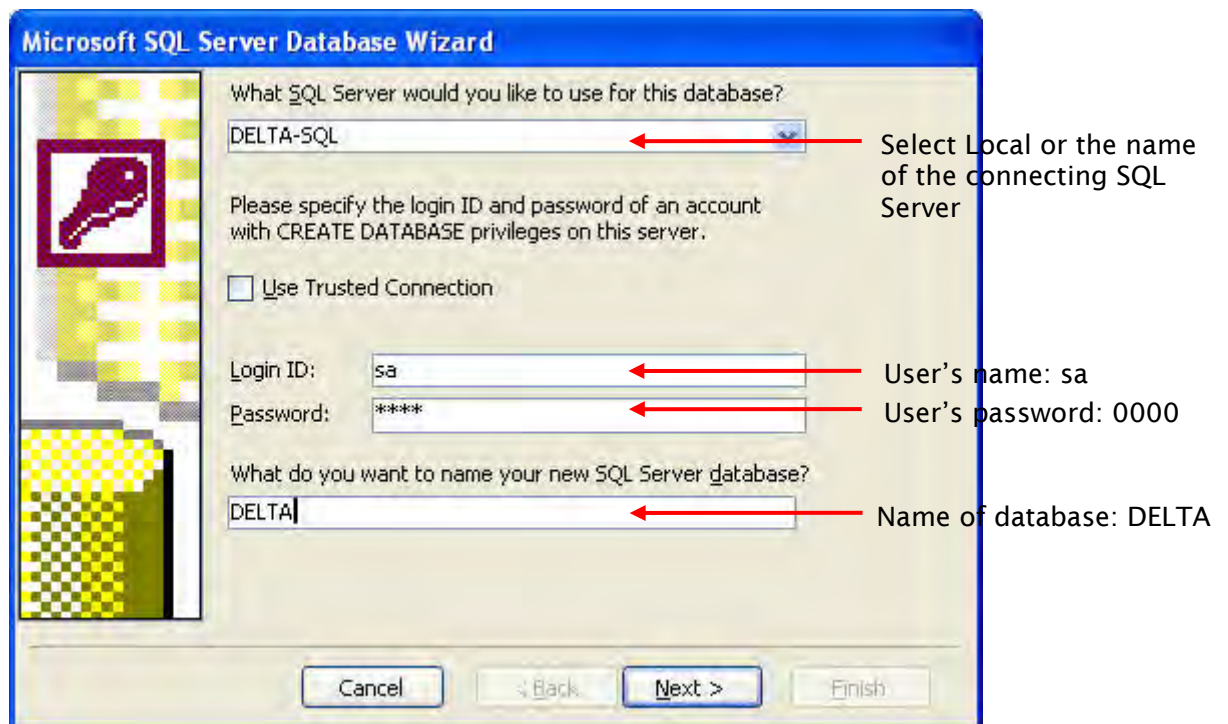 Microsoft SQL Server Database Wizard
What SQL Server would you like to use for this database?
DELTA-SQL
Select Local or the name
of the connecting SQL
Server
Please specify the login ID and password of an account
with CREATE DATABASE privileges on this server.
Use Trusted Connection
Login ID:
sa
User’s name: sa
Password:
****
User’s password: 0000
What do you want to name your new SQL Server database?
DELTA
Name of database: DELTA
Cancel
< Back
Next >
Finish